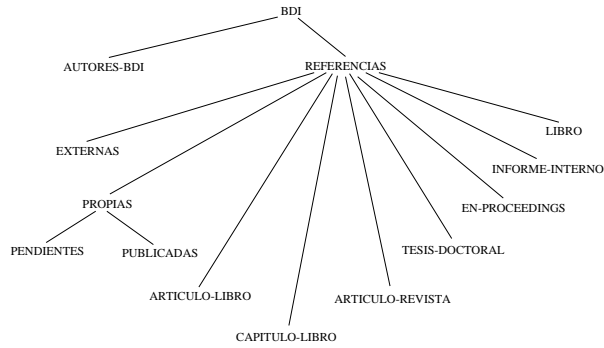 BDI
AUTORES-BDI
REFERENCIAS
LIBRO
EXTERNAS
INFORME-INTERNO
PROPIAS
EN-PROCEEDINGS
PENDIENTES
PUBLICADAS
TESIS-DOCTORAL
ARTICULO-LIBRO
ARTICULO-REVISTA
CAPITULO-LIBRO